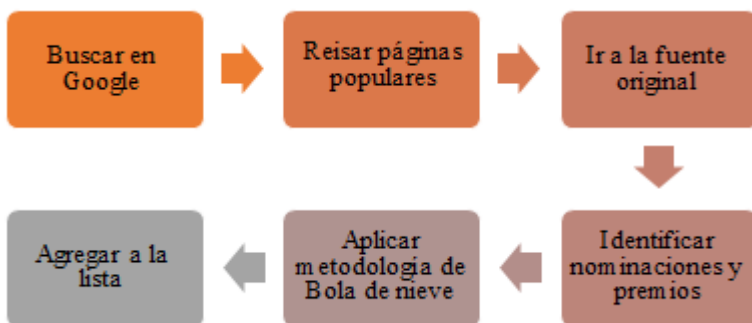 Buscar en
Google
Reisar páginas
populares
Ir a la fuente
original
Identificar
nominaciones y
premios
Aplicar
metodología de
Bola de nieve
Agregar a la
lista